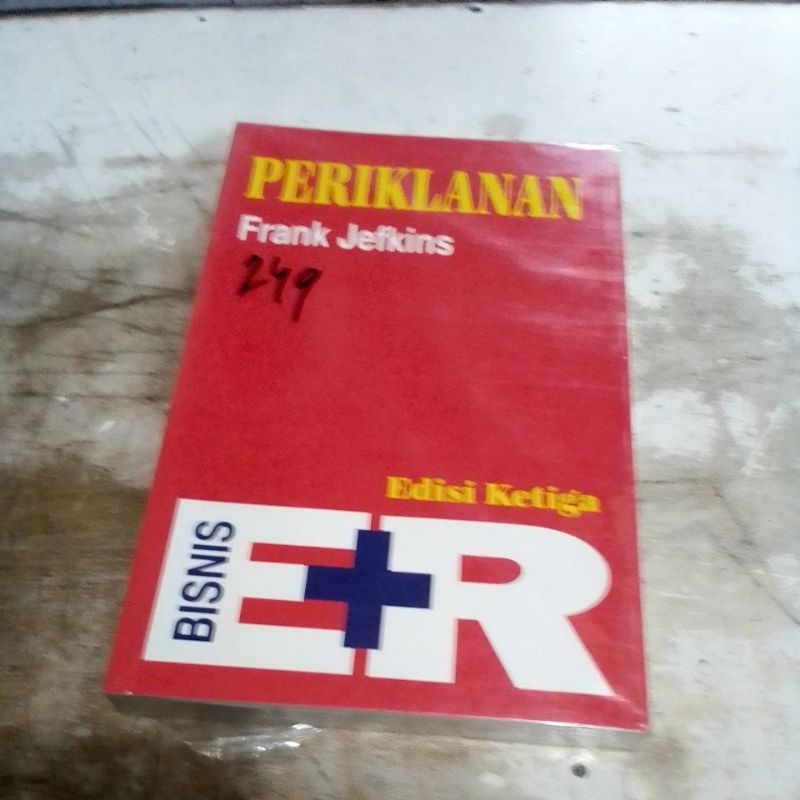 PERIKLANAN
Frank Jefkins
249
Edisi Ketiga
BISNIS
E+R